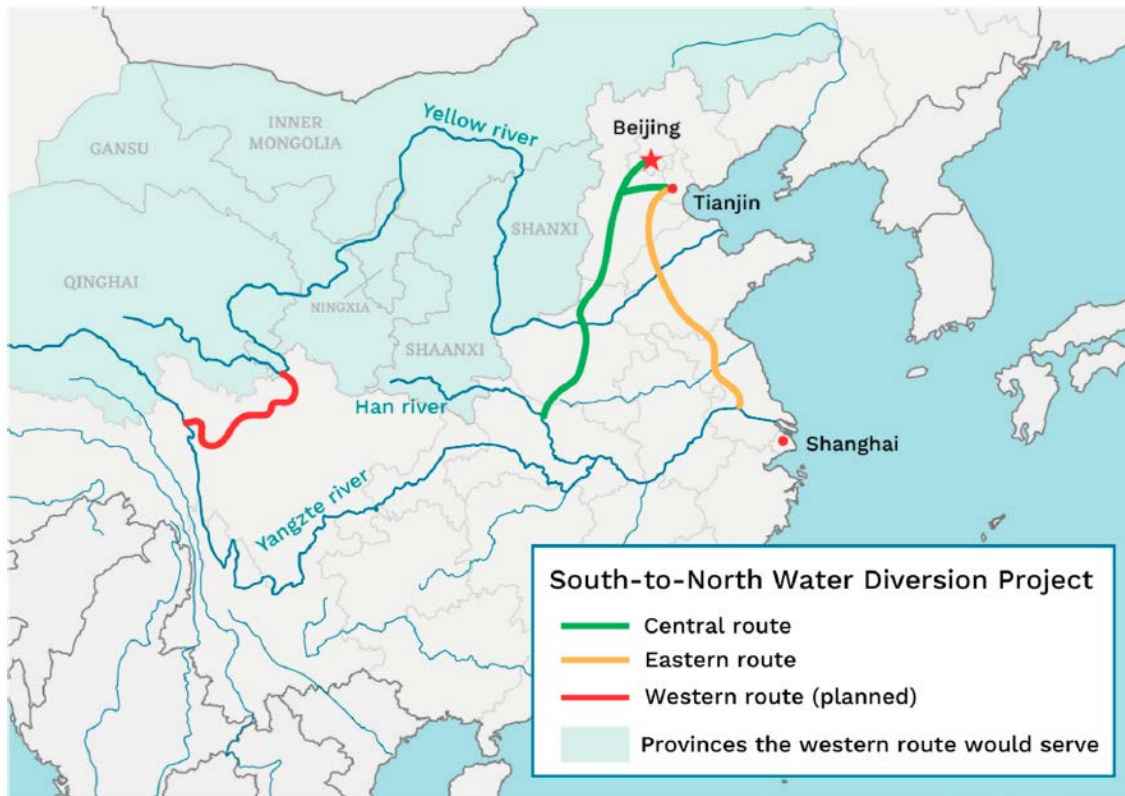 Yellow river
Beijing
INNER
MONGOLIA
GANSU
Tianjin
SHANXI
QINGHAI
NINGXIA
SHAANXI
Han river
Shanghai
Yangzte river
South-to-North Water Diversion Project
Central route
Eastern route
Western route (planned)
Provinces the western route would serve